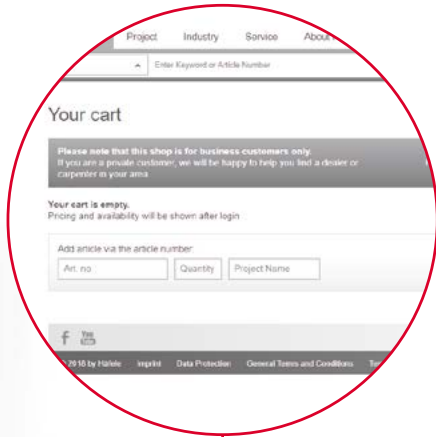 Project Industry Service About
Enter Keyword or Article Number
Your cart
Please note that this shop is for business customers only.
If you are a private customer, we will be happy to help you find a dealer or
carpenter in your area
Your cart is empty.
Pricing and availability will be shown after login
Add article via the article number:
Art. no Quantity Project Name
f You Tube
2018 by Häfele Imprint Data Protection General Terms and Conditions